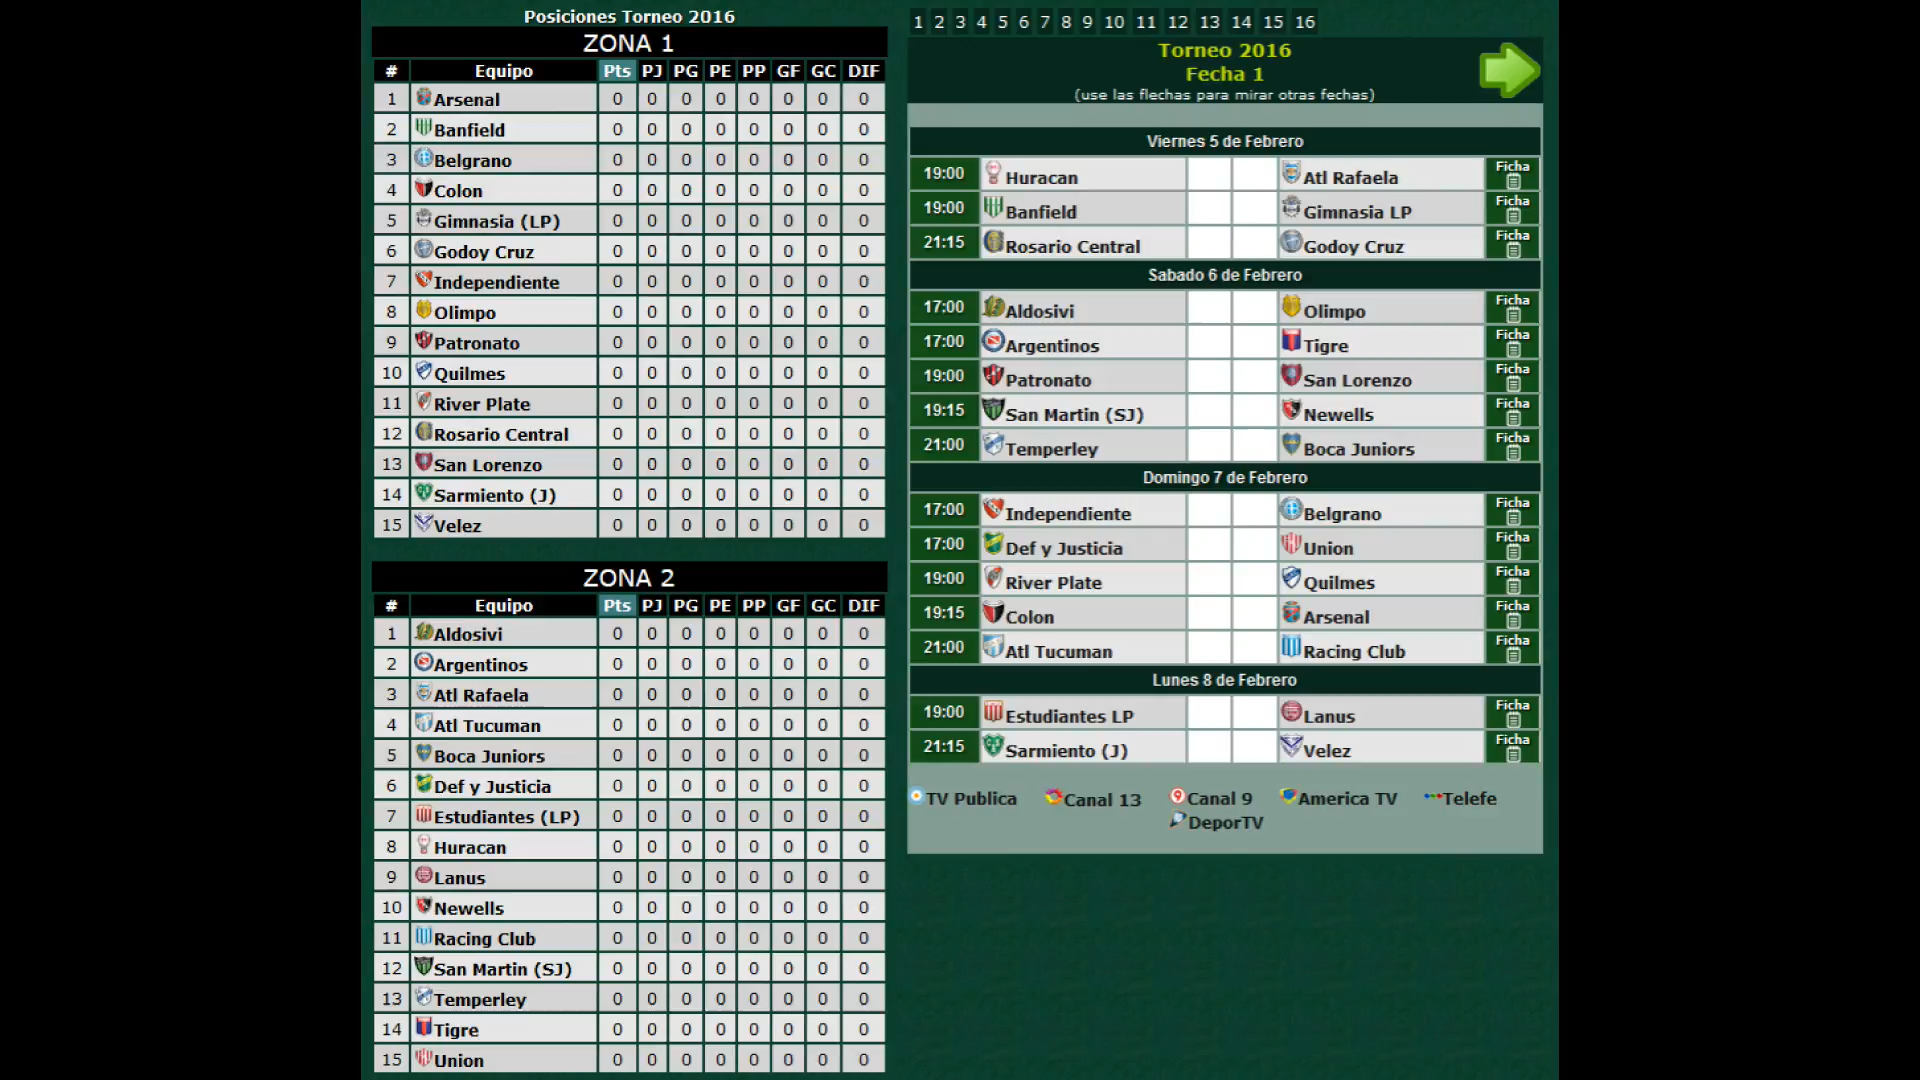 Posiciones Torneo 2016
ZONA 1
# Equipo Pts PJ PG PE PP GF GC DIF
1 Arsenal 0 0 0 0 0 0 0 0
2 Banfield 0 0 0 0 0 0 0 0
3 Belgrano 0 0 0 0 0 0 0 0
4 Colon 0 0 0 0 0 0 0 0
5 Gimnasia (LP) 0 0 0 0 0 0 0 0
6 Godoy Cruz 0 0 0 0 0 0 0 0
7 Independiente 0 0 0 0 0 0 0 0
8 Olimpo 0 0 0 0 0 0 0 0
9 Patronato 0 0 0 0 0 0 0 0
10 Quilmes 0 0 0 0 0 0 0 0
11 River Plate 0 0 0 0 0 0 0 0
12 Rosario Central 0 0 0 0 0 0 0 0
13 San Lorenzo 0 0 0 0 0 0 0 0
14 Sarmiento (J) 0 0 0 0 0 0 0 0
15 Velez 0 0 0 0 0 0 0 0
ZONA 2
# Equipo Pts PJ PG PE PP GF GC DIF
1 Aldosivi 0 0 0 0 0 0 0 0
2 Argentinos 0 0 0 0 0 0 0 0
3 Atl Rafaela 0 0 0 0 0 0 0 0
4 Atl Tucuman 0 0 0 0 0 0 0 0
5 Boca Juniors 0 0 0 0 0 0 0 0
6 Def y Justicia 0 0 0 0 0 0 0 0
7 Estudiantes (LP) 0 0 0 0 0 0 0 0
8 Huracan 0 0 0 0 0 0 0 0
9 Lanus 0 0 0 0 0 0 0 0
10 Newells 0 0 0 0 0 0 0 0
11 Racing Club 0 0 0 0 0 0 0 0
12 San Martin (SJ) 0 0 0 0 0 0 0 0
13 Temperley 0 0 0 0 0 0 0 0
14 Tigre 0 0 0 0 0 0 0 0
15 Union 0 0 0 0 0 0 0 0
1 2 3 4 5 6 7 8 9 10 11 12 13 14 15 16
Torneo 2016
Fecha 1
(use las flechas para mirar otras fechas)
Viernes 5 de Febrero
19:00 Huracan Atl Rafaela Ficha
19:00 Banfield Gimnasia LP Ficha
21:15 Rosario Central Godoy Cruz Ficha
Sabado 6 de Febrero
17:00 Aldosivi Olimpo Ficha
17:00 Argentinos Tigre Ficha
19:00 Patronato San Lorenzo Ficha
19:15 San Martin (SJ) Newells Ficha
21:00 Temperley Boca Juniors Ficha
Domingo 7 de Febrero
17:00 Independiente Belgrano Ficha
17:00 Def y Justicia Union Ficha
19:00 River Plate Quilmes Ficha
19:15 Colon Arsenal Ficha
21:00 Atl Tucuman Racing Club Ficha
Lunes 8 de Febrero
19:00 Estudiantes LP Lanus Ficha
21:15 Sarmiento (J) Velez Ficha
TV Publica Canal 13 Canal 9 America TV Telefe
DeporTV